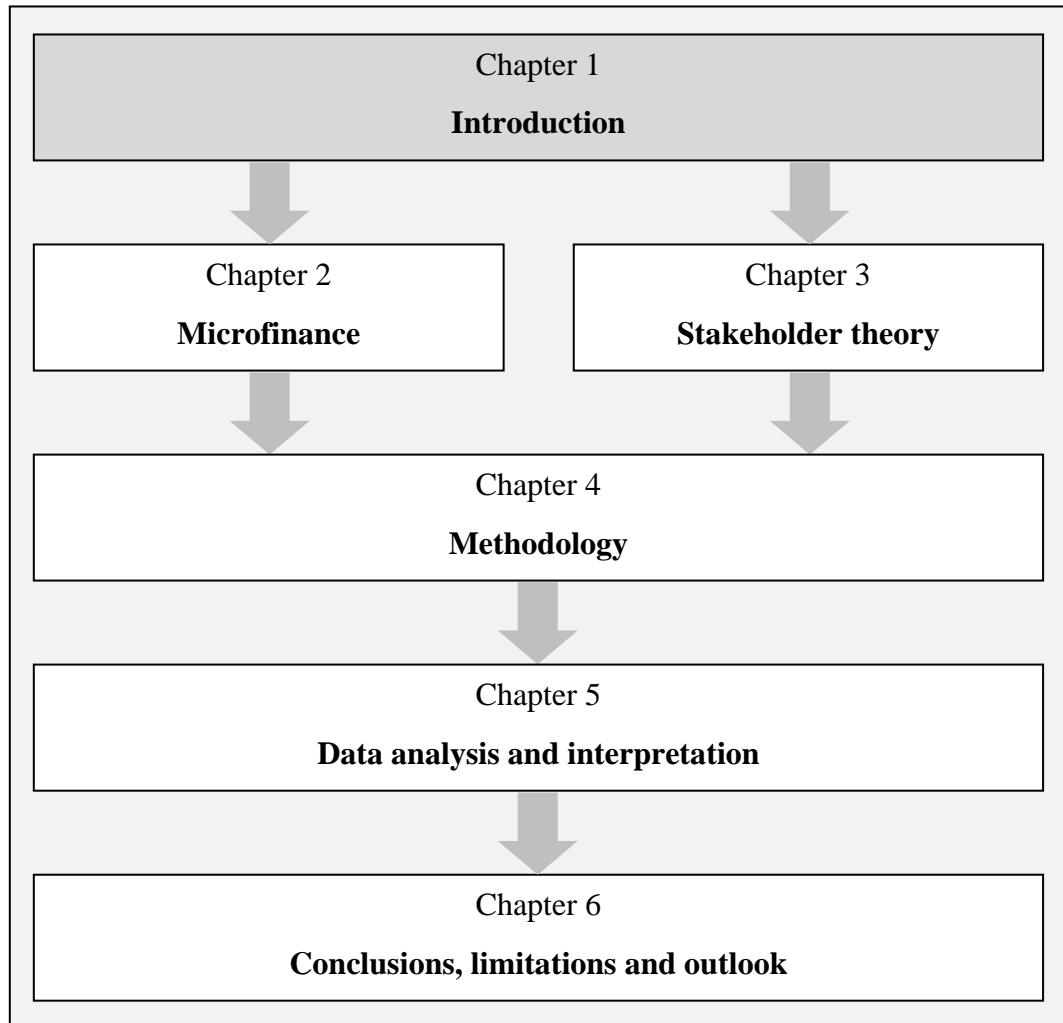 Chapter 1
Introduction
Chapter 2
Microfinance
Chapter 3
Stakeholder theory
Chapter 4
Methodology
Chapter 5
Data analysis and interpretation
Chapter 6
Conclusions, limitations and outlook